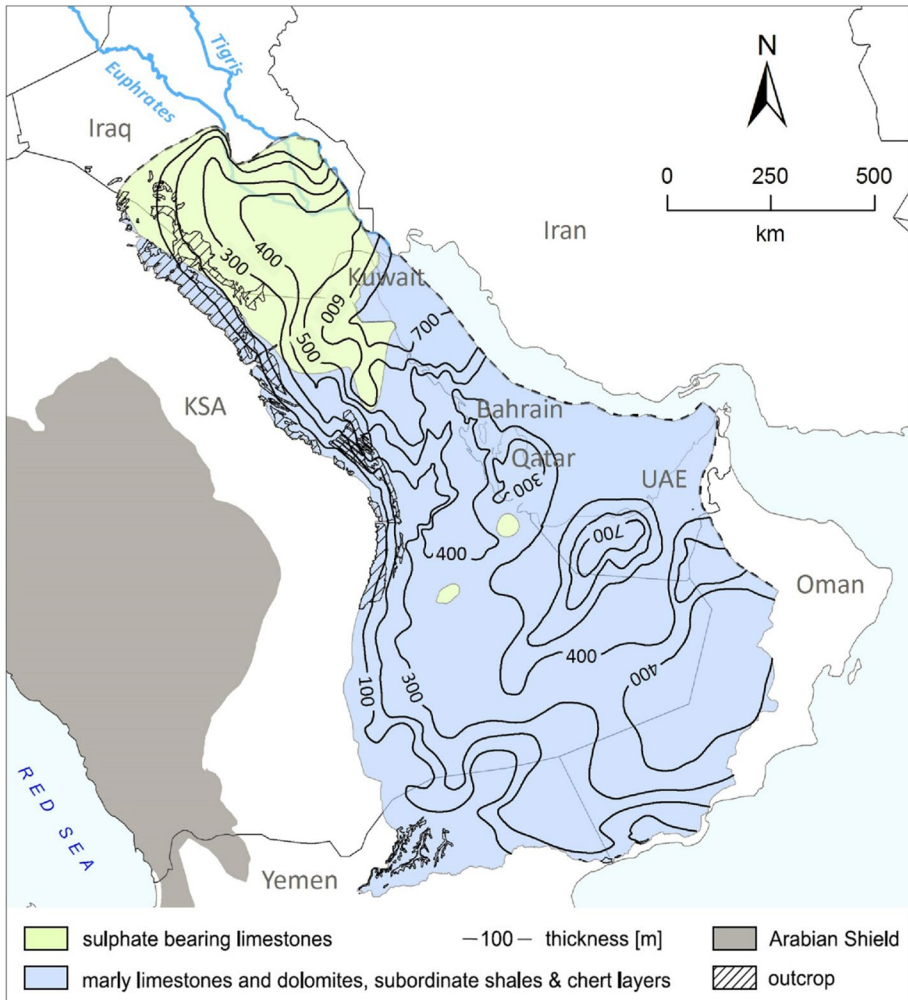 Tigris
N
Euphrates
Iraq
0 250 500
km
Iran
400
300
Kuwait
600
700
500
KSA
Bahrain
Qatar
300
UAE
700
400
Oman
400
400
100
300
RED SEA
Yemen
sulphate bearing limestones
100 thickness [m]
Arabian Shield
marly limestones and dolomites, subordinate shales & chert layers
outcrop